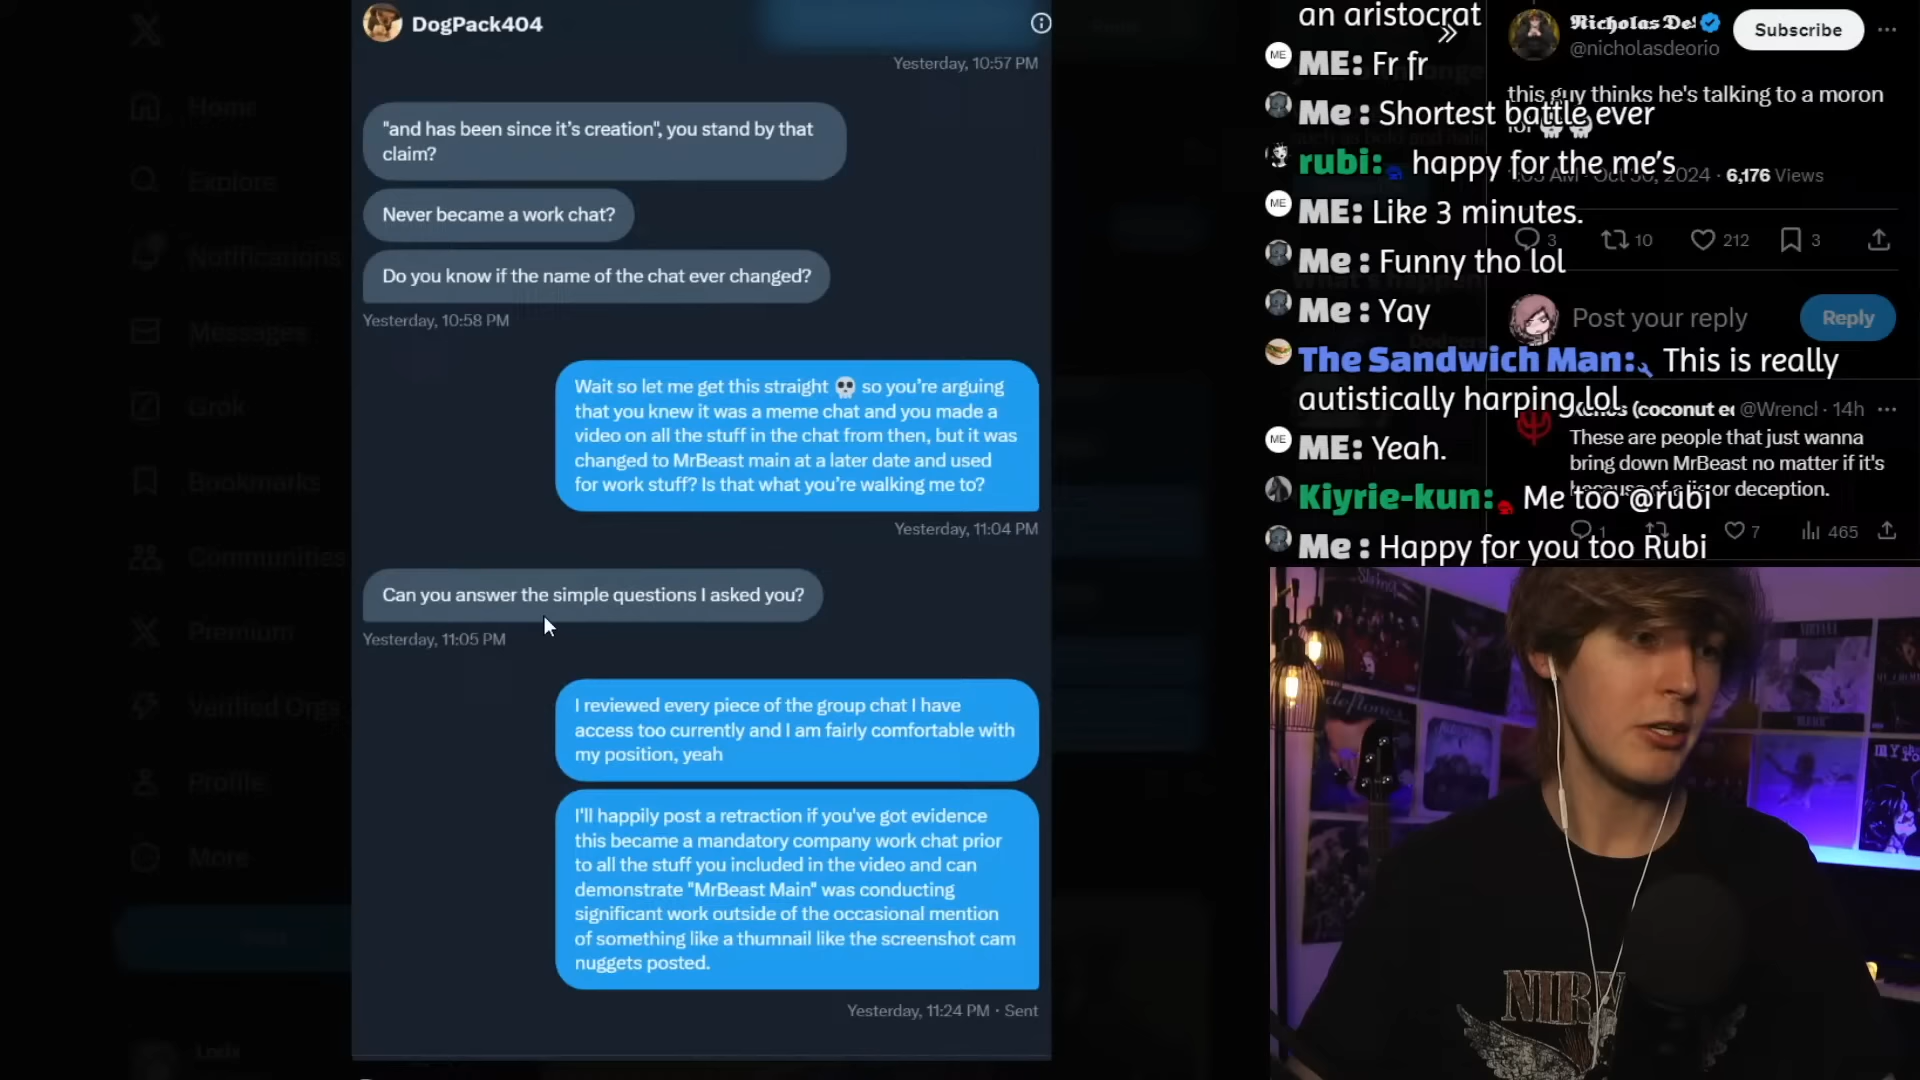 DogPack404
Yesterday, 10:57 PM
"and has been since it's creation", you stand by that
claim?
Never became a work chat?
Do you know if the name of the chat ever changed?
Yesterday, 10:58 PM
Wait so let me get this straight 💀 so you're arguing
that you knew it was a meme chat and you made a
video on all the stuff in the chat from then, but it was
changed to MrBeast main at a later date and used
for work stuff? Is that what you're walking me to?
Yesterday, 11:04 PM
Can you answer the simple questions I asked you?
Yesterday, 11:05 PM
I reviewed every piece of the group chat I have
access too currently and I am fairly comfortable with
my position, yeah
I'll happily post a retraction if you've got evidence
this became a mandatory company work chat prior
to all the stuff you included in the video and can
demonstrate "MrBeast Main" was conducting
significant work outside of the occasional mention
of something like a thumnail like the screenshot cam
nuggets posted.
Yesterday, 11:24 PM · Sent
Home
Explore
Notifications
Messages
Grok
Bookmarks
Communities
Premium
Verified Orgs
Profile
More
an aristocrat
ME: Fr fr
Me : Shortest battle ever
rubi: happy for the me's
ME: Like 3 minutes.
Me : Funny tho lol
Me : Yay
The Sandwich Man: This is really
autistically harping lol
ME: Yeah.
Kiyrie-kun: Me too @rubi
Me : Happy for you too Rubi
Nicholas De
@nicholasdeorio
Subscribe
this guy thinks he's talking to a moron
lol 💀💀
AM · Oct 30, 2024 · 6,176 Views
3
10
212
3
Post your reply
Reply
(coconut @Wrencl · 14h
These are people that just wanna
bring down MrBeast no matter if it's
because of a or deception.
1
7
465
deftones
NIRV